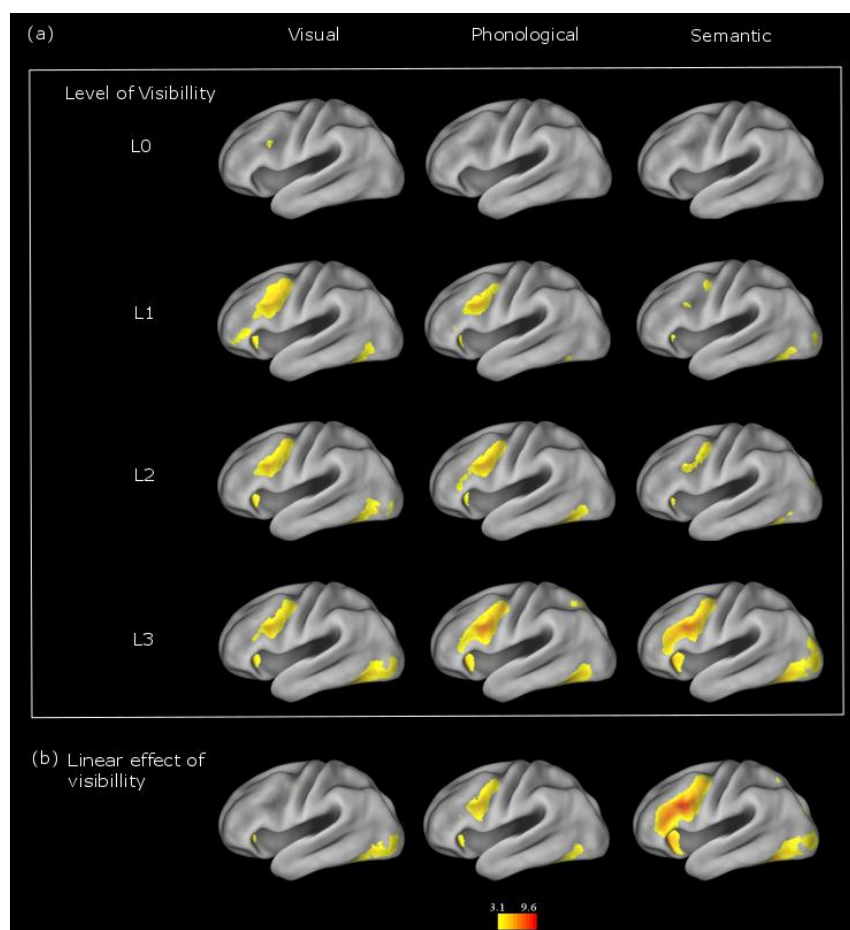 (a) Visual Phonological Semantic
Level of Visibillity
L0
L1
L2
L3
(b) Linear effect of
visibillity
3.1 9.6